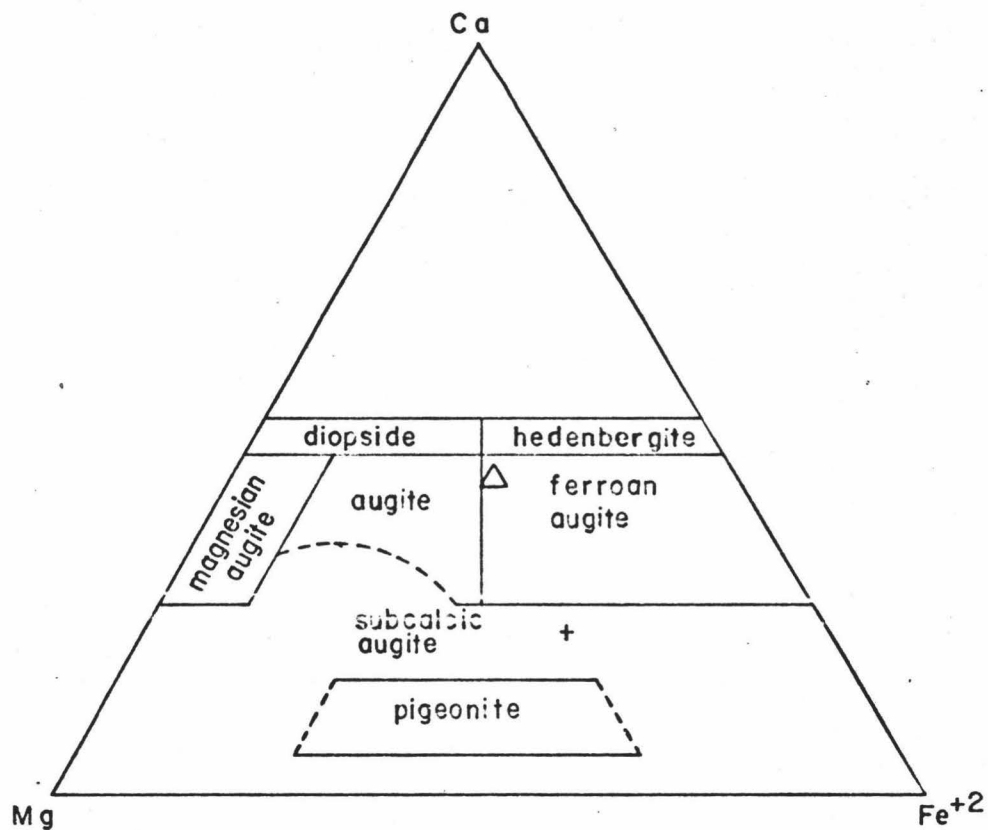 Ca
diopside
hedenbergite
magnesian
augite
augite
ferroan
augite
subcalcic
augite
+
pigeonite
Mg
Fe+2